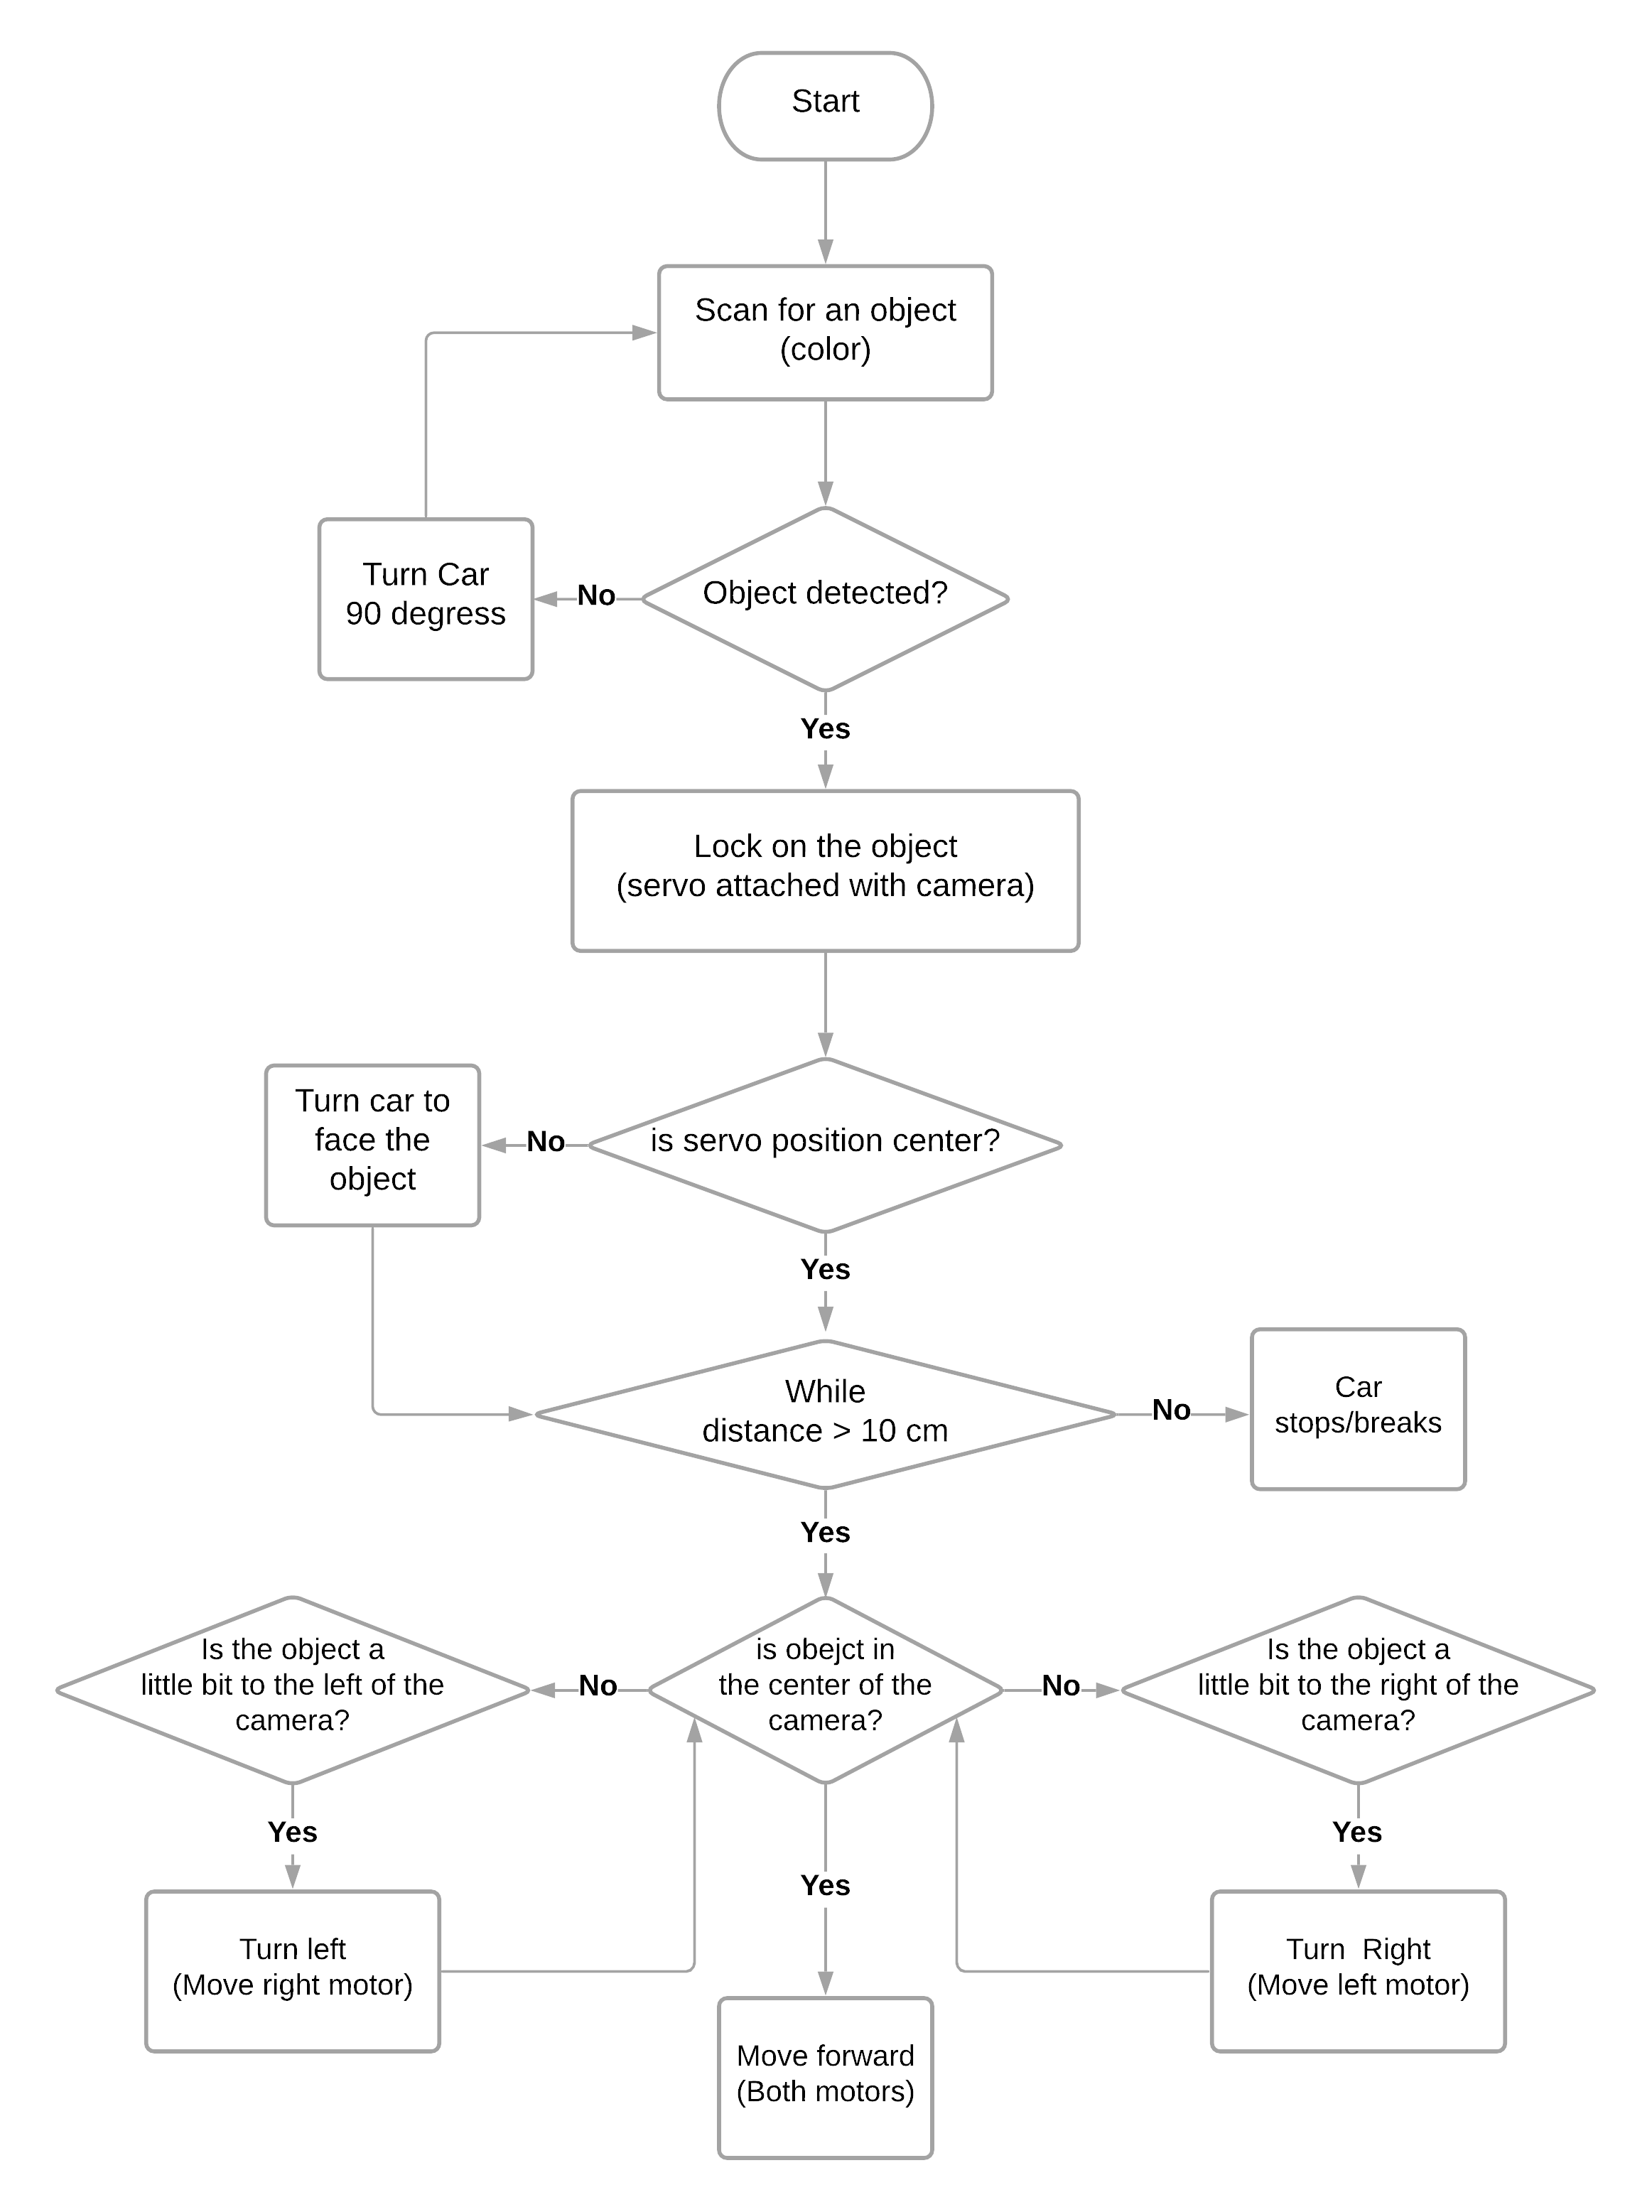 Start
Scan for an object
(color)
Turn Car
90 degress
No
Object detected?
Yes
Lock on the object
(servo attached with camera)
Turn car to
face the
object
No
is servo position center?
Yes
While
distance > 10 cm
No
Car
stops/breaks
Yes
Is the object a
little bit to the left of the
camera?
No
is obejct in
the center of the
camera?
No
Is the object a
little bit to the right of the
camera?
Yes
Yes
Yes
Turn left
(Move right motor)
Turn  Right
(Move left motor)
Move forward
(Both motors)